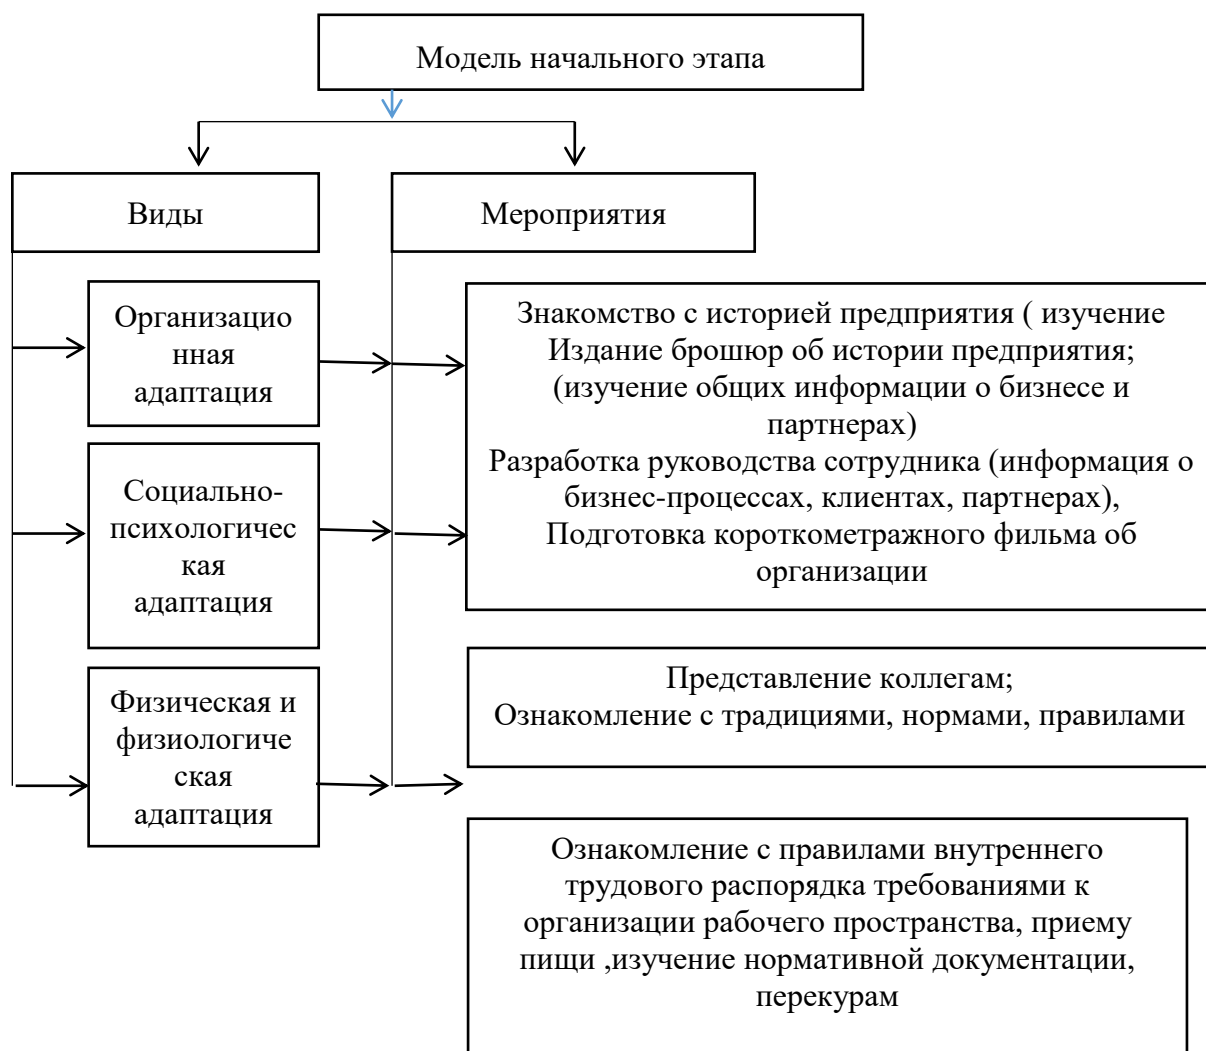 Модель начального этапа
Виды
Мероприятия
Организацио
нная
адаптация
Знакомство с историей предприятия ( изучение
Издание брошюр об истории предприятия;
(изучение общих информации о бизнесе и
партнерах)
Разработка руководства сотрудника (информация о
бизнес-процессах, клиентах, партнерах),
Подготовка короткометражного фильма об
организации
Социально-
психологичес
кая
адаптация
Представление коллегам;
Ознакомление с традициями, нормами, правилами
Физическая и
физиологиче
ская
адаптация
Ознакомление с правилами внутреннего
трудового распорядка требованиями к
организации рабочего пространства, приему
пищи ,изучение нормативной документации,
перекурам